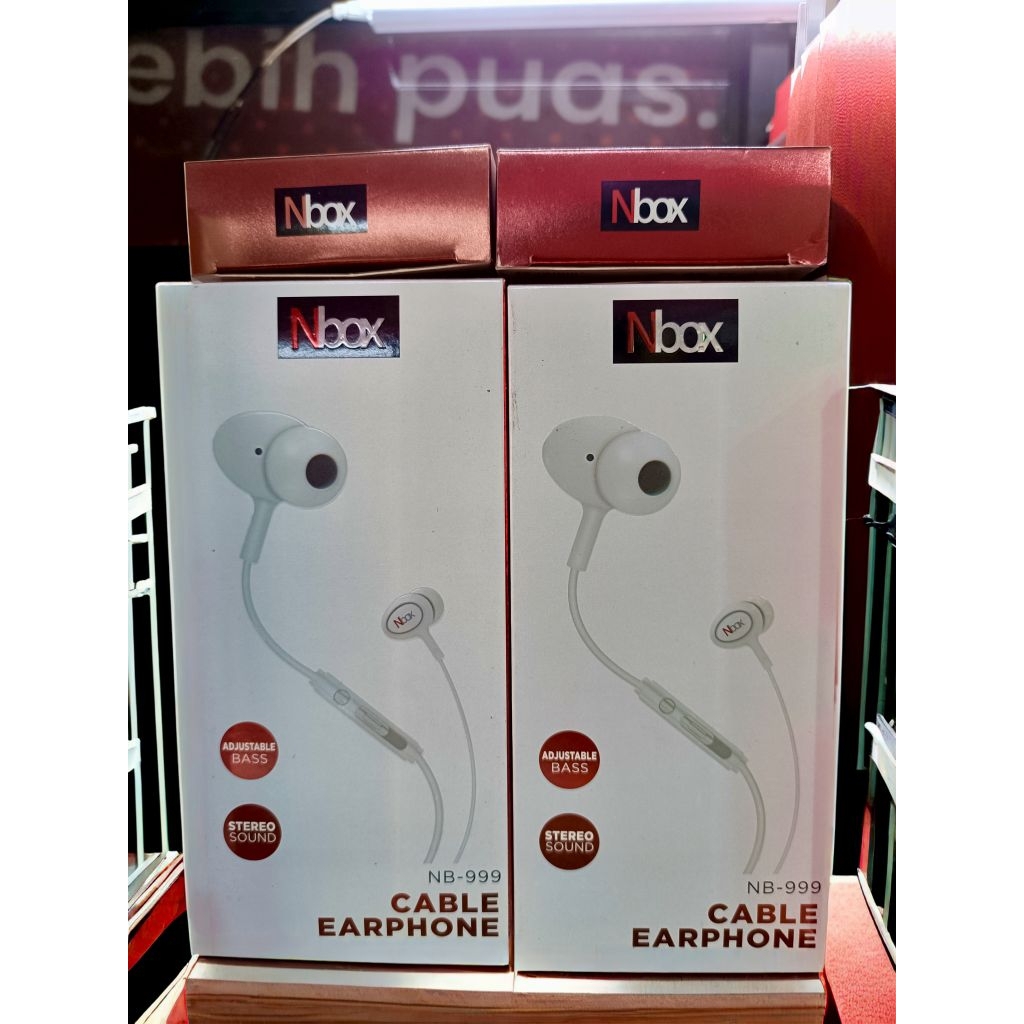 ebih puas.
Nbox
Nbox
Nbox
Nbox
Nbox
Nbox
ADJUSTABLE
BASS
STEREO
SOUND
NB-999
CABLE
EARPHONE
ADJUSTABLE
BASS
STEREO
SOUND
NB-999
CABLE
EARPHONE